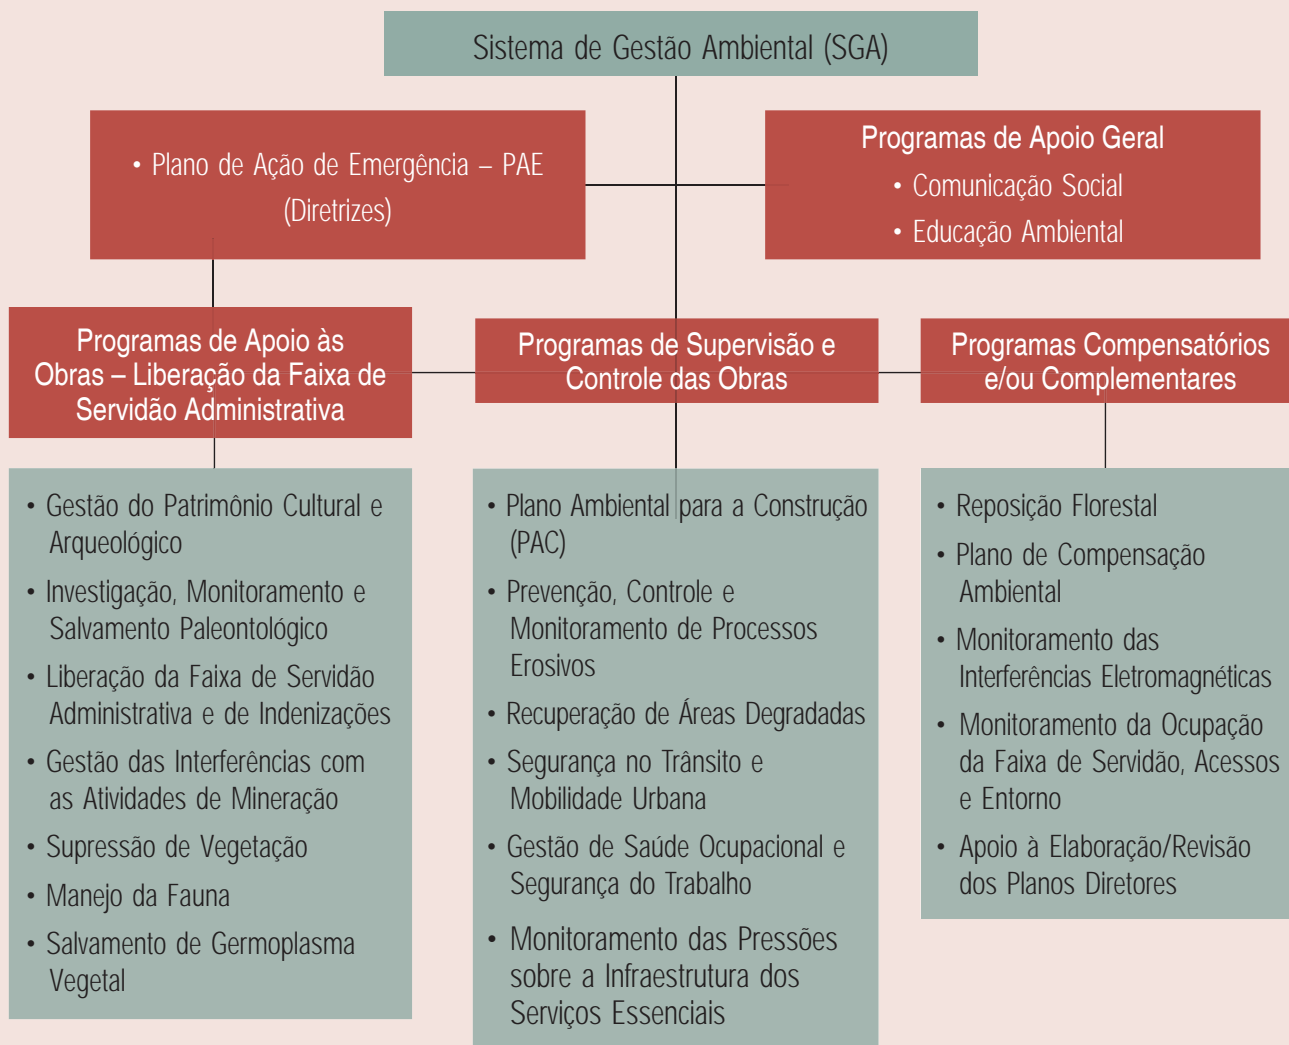 Sistema de Gestão Ambiental (SGA)
• Plano de Ação de Emergência – PAE
(Diretrizes)
Programas de Apoio Geral
• Comunicação Social
• Educação Ambiental
Programas de Apoio às
Obras – Liberação da Faixa de
Servidão Administrativa
Programas de Supervisão e
Controle das Obras
Programas Compensatórios
e/ou Complementares
• Gestão do Patrimônio Cultural e
Arqueológico
• Investigação, Monitoramento e
Salvamento Paleontológico
• Liberação da Faixa de Servidão
Administrativa e de Indenizações
• Gestão das Interferências com
as Atividades de Mineração
• Supressão de Vegetação
• Manejo da Fauna
• Salvamento de Germoplasma
Vegetal
• Plano Ambiental para a Construção
(PAC)
• Prevenção, Controle e
Monitoramento de Processos
Erosivos
• Recuperação de Áreas Degradadas
• Segurança no Trânsito e
Mobilidade Urbana
• Gestão de Saúde Ocupacional e
Segurança do Trabalho
• Monitoramento das Pressões
sobre a Infraestrutura dos
Serviços Essenciais
• Reposição Florestal
• Plano de Compensação
Ambiental
• Monitoramento das
Interferências Eletromagnéticas
• Monitoramento da Ocupação
da Faixa de Servidão, Acessos
e Entorno
• Apoio à Elaboração/Revisão
dos Planos Diretores